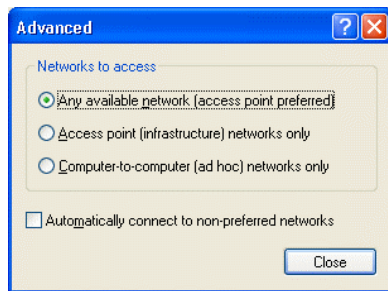 Advanced
?
Networks to access
Any available network (access point preferred)
Access point (infrastructure) networks only
Computer-to-computer (ad hoc) networks only
Automatically connect to non-preferred networks
Close